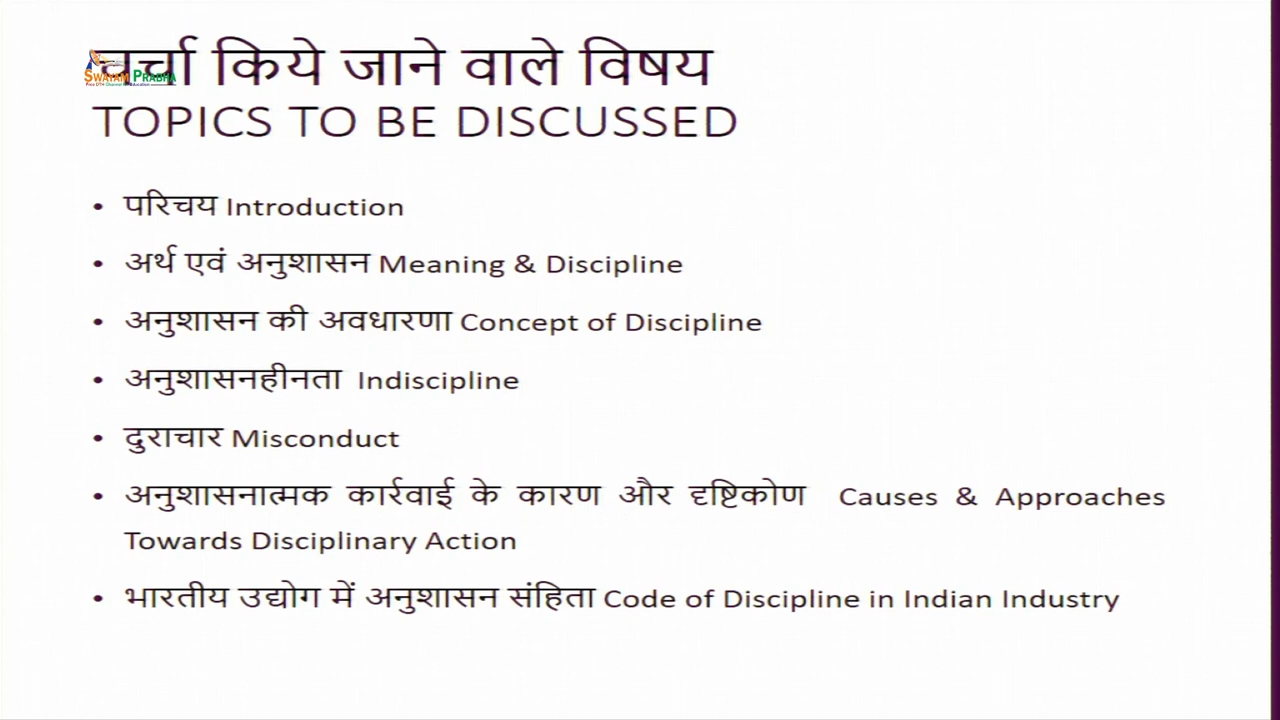 चर्चा किये जाने वाले विषय
SWAYAM PRABHA
TOPICS TO BE DISCUSSED
• परिचय Introduction
• अर्थ एवं अनुशासन Meaning & Discipline
• अनुशासन की अवधारणा Concept of Discipline
• अनुशासनहीनता Indiscipline
• दुराचार Misconduct
• अनुशासनात्मक कार्रवाई के कारण और दृष्टिकोण Causes & Approaches
Towards Disciplinary Action
• भारतीय उद्योग में अनुशासन संहिता Code of Discipline in Indian Industry